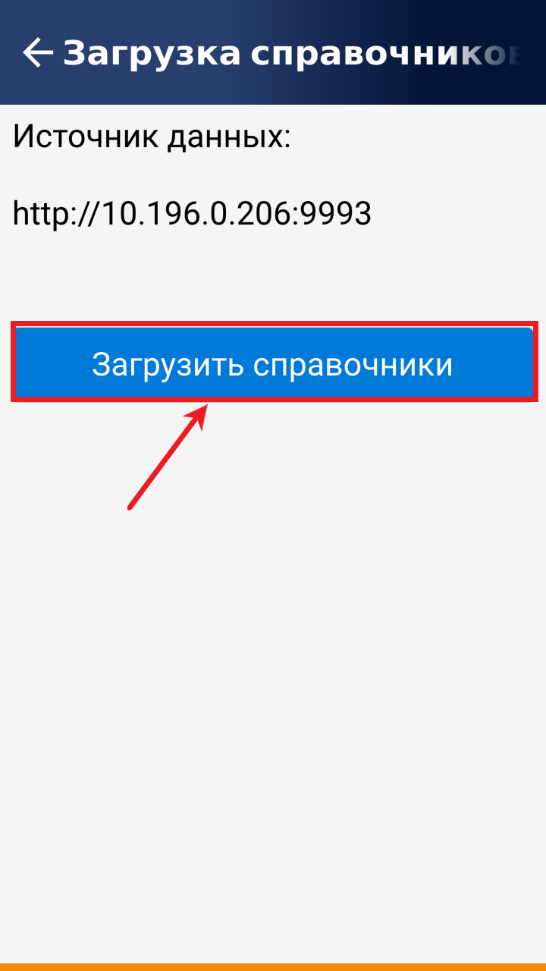 Загрузка справочников
Источник данных:
http://10.196.0.206:9993
Загрузить справочники